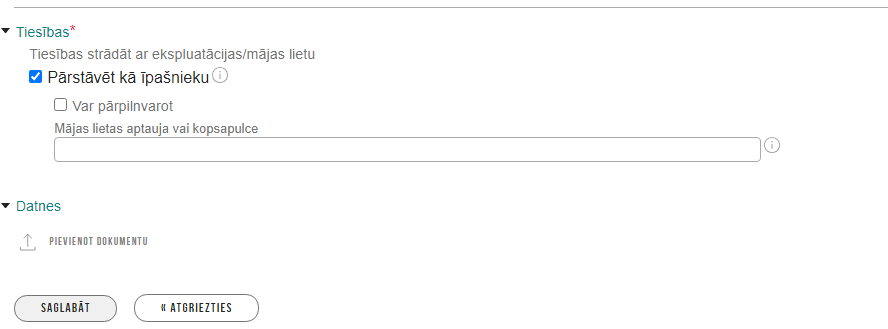 Tiesības*
Tiesības strādāt ar ekspluatācijas/mājas lietu
Pārstāvēt kā īpašnieku
Var pārpilnvarot
Mājas lietas aptauja vai kopsapulce
Datnes
PIEVIENOT DOKUMENTU
SAGLABĀT
« ATGRIEZTIES